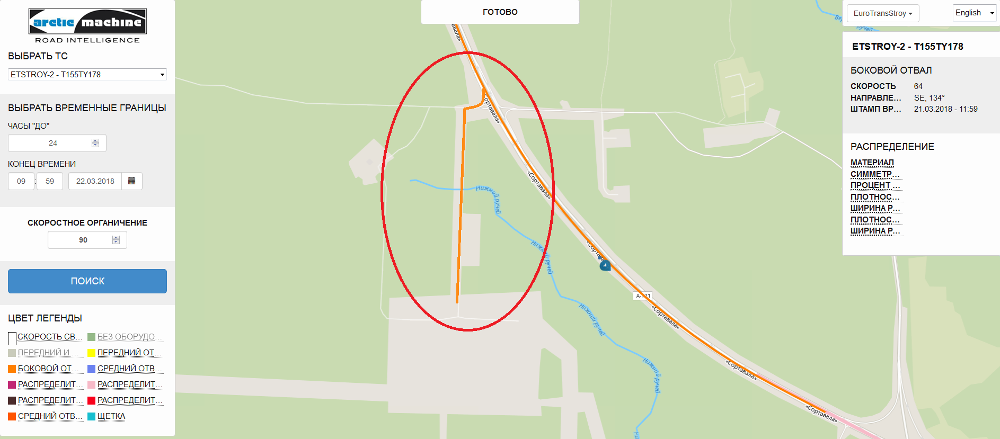 arctic machine
ROAD INTELLIGENCE
ВЫБРАТЬ ТС
ETSTROY-2 - T155TY178
ВЫБРАТЬ ВРЕМЕННЫЕ ГРАНИЦЫ
ЧАСЫ "ДО"
24
КОНЕЦ ВРЕМЕНИ
09 : 59 22.03.2018
СКОРОСТНОЕ ОРГАНИЧЕНИЕ
90
ПОИСК
ЦВЕТ ЛЕГЕНДЫ
СКОРОСТЬ СВ... БЕЗ ОБОРУДО...
ПЕРЕДНИЙ И ... ПЕРЕДНИЙ ОТ...
БОКОВОЙ ОТ... СРЕДНИЙ ОТВ...
РАСПРЕДЕЛИТ... РАСПРЕДЕЛИТ...
РАСПРЕДЕЛИТ... РАСПРЕДЕЛИТ...
СРЕДНИЙ ОТВ... ЩЕТКА
ГОТОВО
«Сортавала»
«Сортавала»
Нижний ручей
Нижний ручей
Нижний ручей
Нижний ручей
А-121
«Сортавала»
«Сортавала»
«Сортавала»
ручей
EuroTransStroy
English
ETSTROY-2 - T155TY178
БОКОВОЙ ОТВАЛ
СКОРОСТЬ 64
НАПРАВЛЕ... SE, 134°
ШТАМП ВР... 21.03.2018 - 11:59
РАСПРЕДЕЛЕНИЕ
МАТЕРИАЛ
СИММЕТР...
ПРОЦЕНТ ...
ПЛОТНОС...
ШИРИНА Р...
ПЛОТНОС...
ШИРИНА Р...